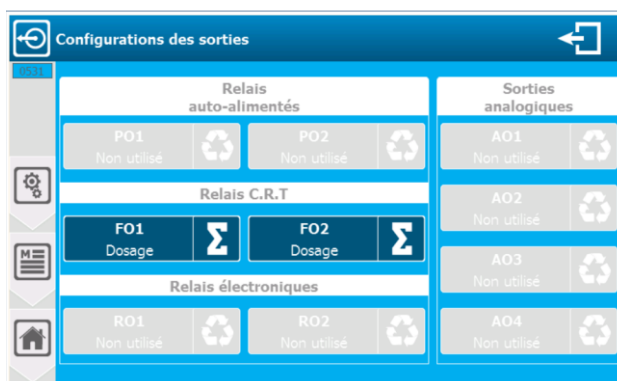 Configurations des sorties
0531
Relais
auto-alimentés
PO1
Non utilisé
PO2
Non utilisé
Relais C.R.T
FO1
Dosage
Σ
FO2
Dosage
Σ
Relais électroniques
RO1
Non utilisé
RO2
Non utilisé
Sorties
analogiques
AO1
Non utilisé
AO2
Non utilisé
AO3
Non utilisé
AO4
Non utilisé
M